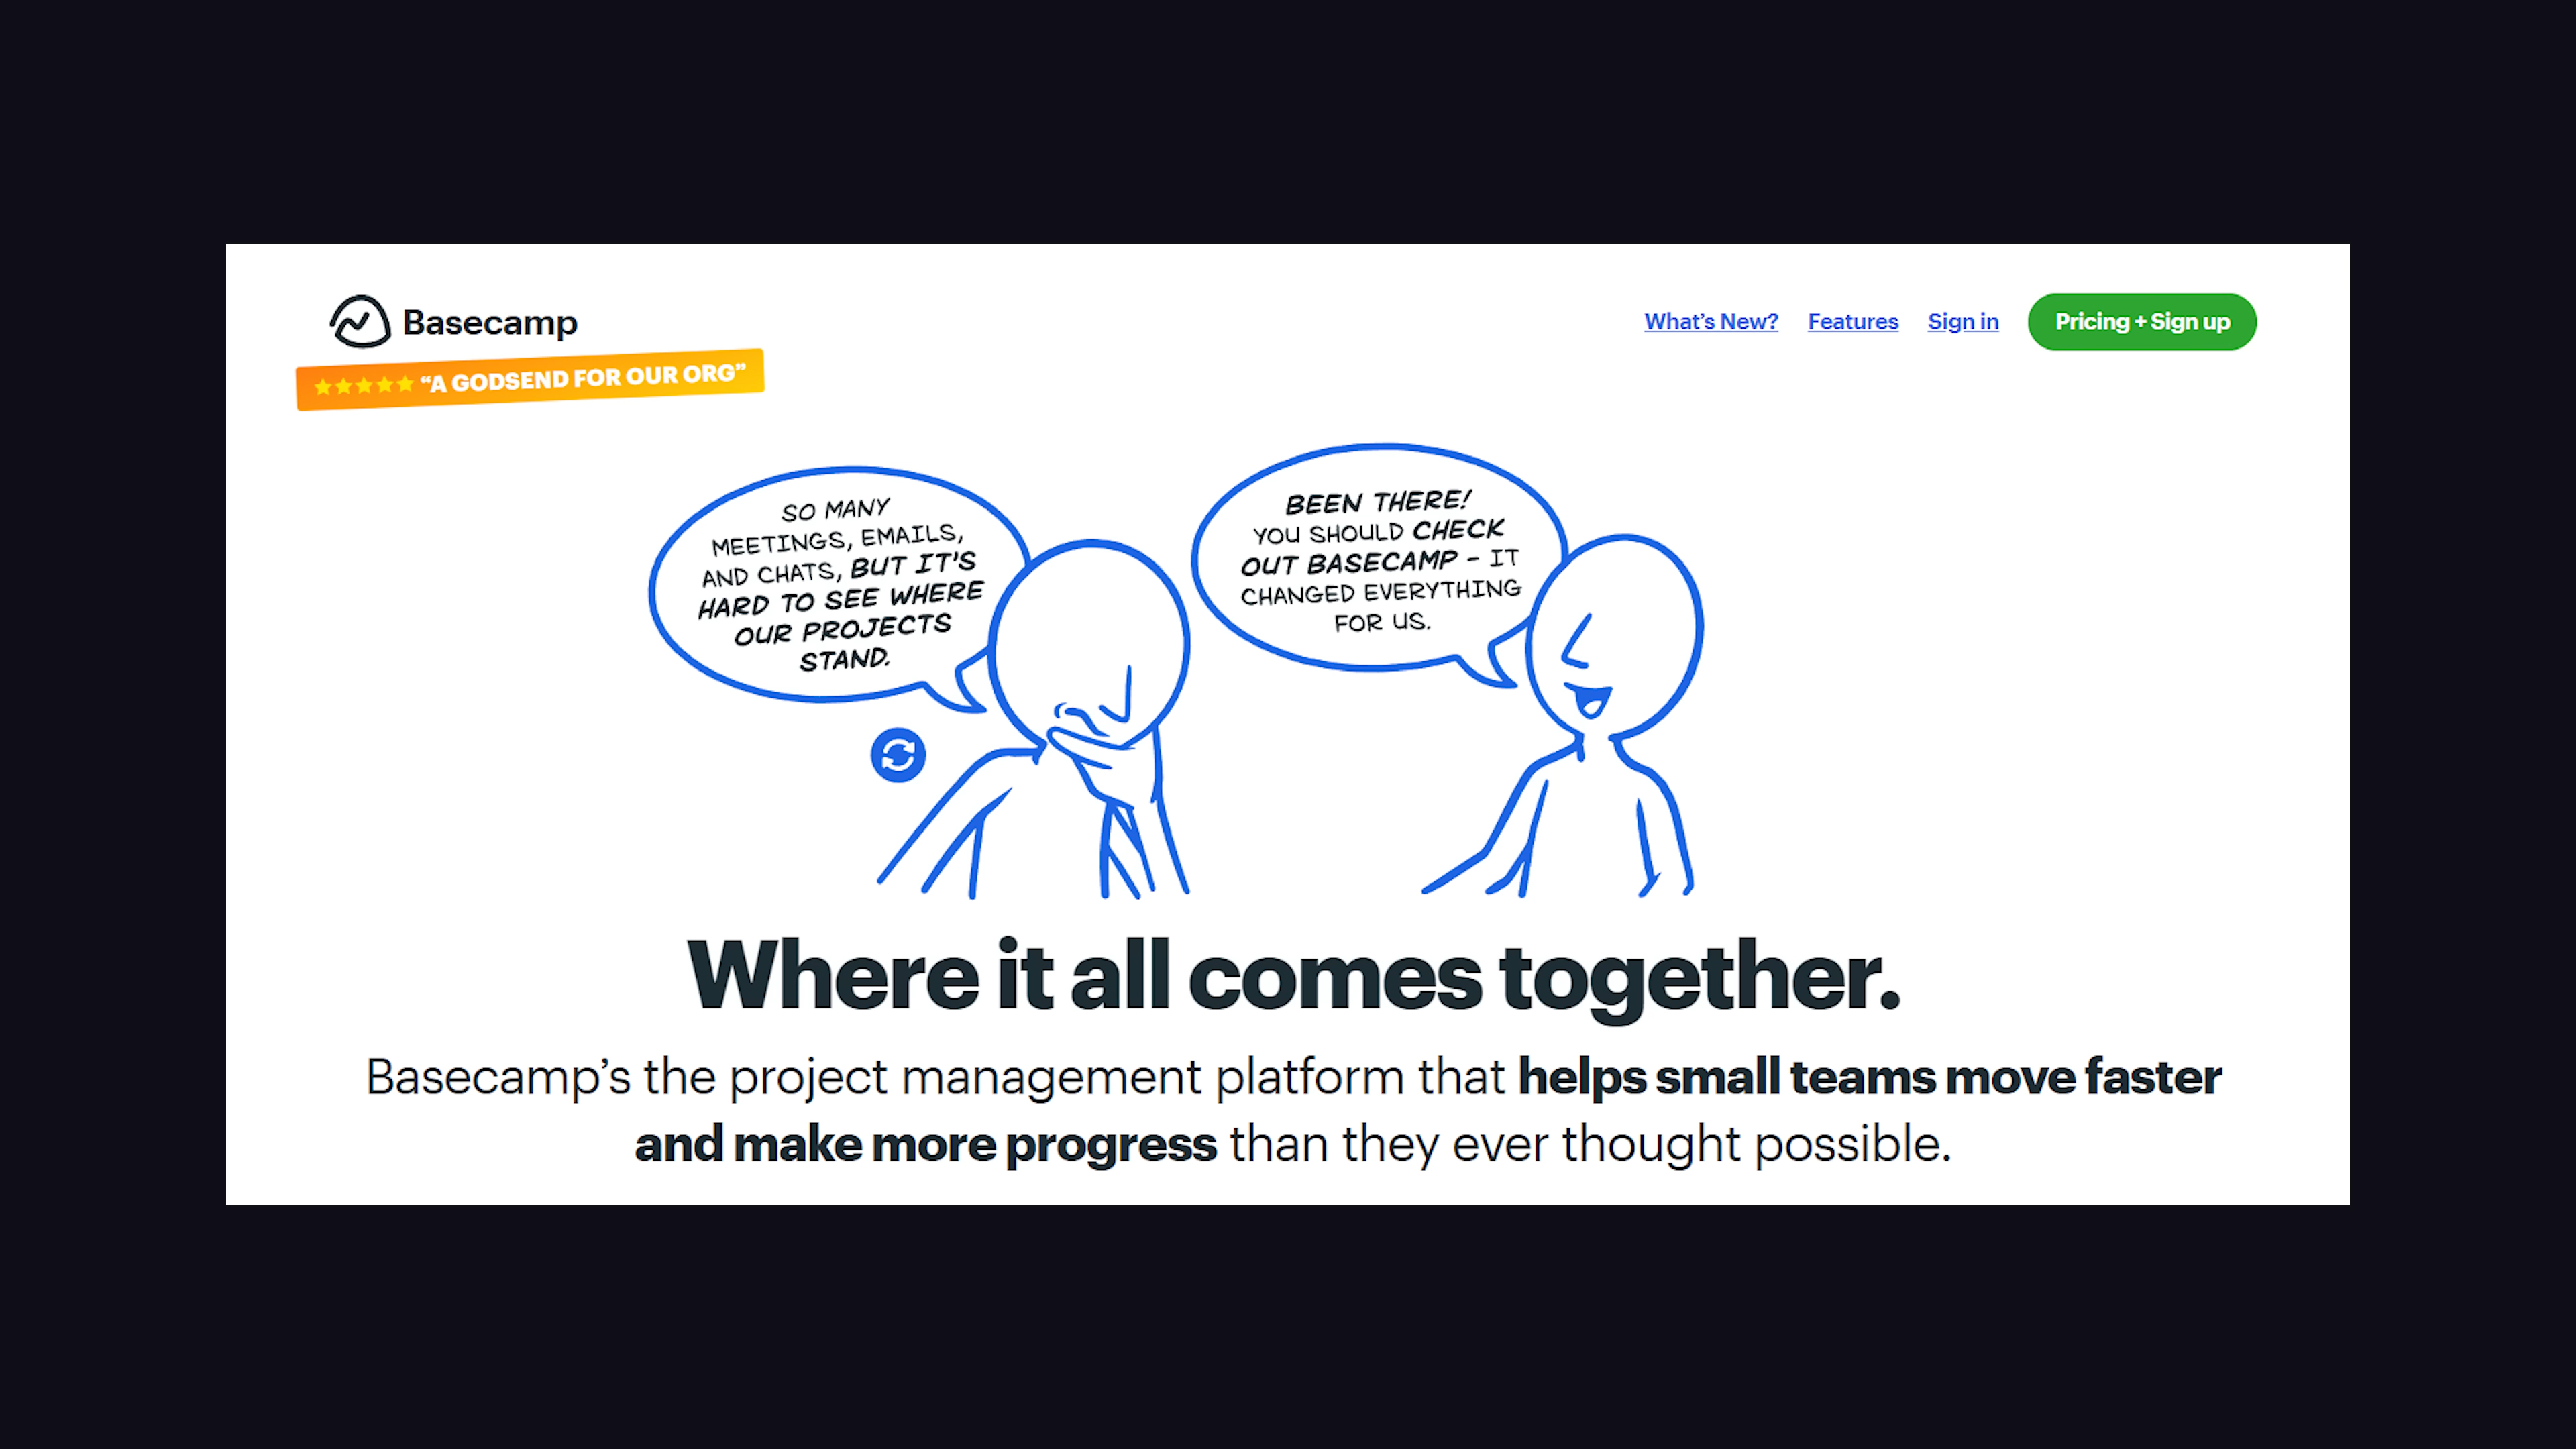 Basecamp
What's New? Features Sign in Pricing + Sign up
“A GODSEND FOR OUR ORG”
SO MANY
MEETINGS, EMAILS,
AND CHATS, BUT IT'S
HARD TO SEE WHERE
OUR PROJECTS
STAND.
BEEN THERE!
YOU SHOULD CHECK
OUT BASECAMP - IT
CHANGED EVERYTHING
FOR US.
Where it all comes together.
Basecamp’s the project management platform that helps small teams move faster
and make more progress than they ever thought possible.